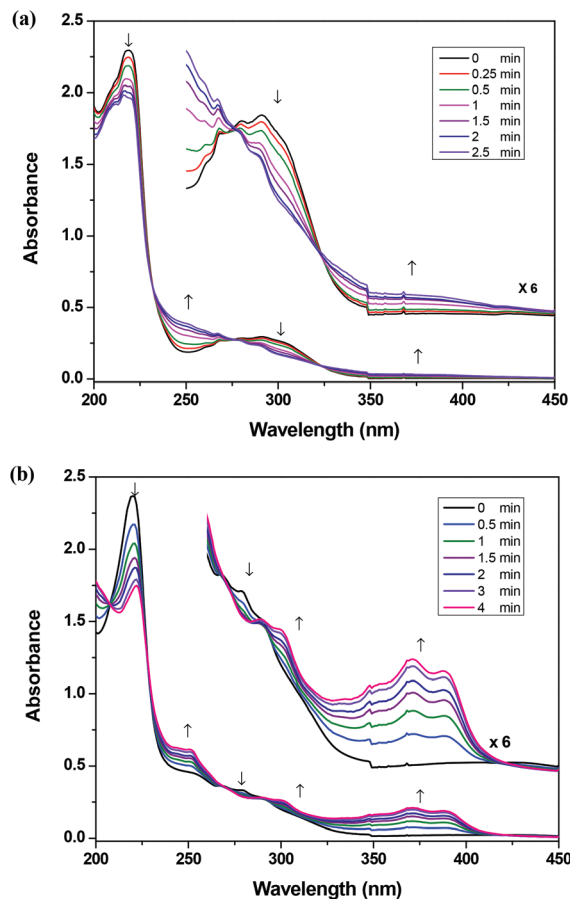 (a)
2.5
2.0
1.5
1.0
0.5
0.0
Absorbance
↓
↓
↑
↑
↓
↑
0 min
0.25 min
0.5 min
1 min
1.5 min
2 min
2.5 min
X 6
200 250 300 350 400 450
Wavelength (nm)
(b)
2.5
2.0
1.5
1.0
0.5
0.0
Absorbance
↓
↓
↑
↑
↑
↓
↑
↑
0 min
0.5 min
1 min
1.5 min
2 min
3 min
4 min
x 6
200 250 300 350 400 450
Wavelength (nm)